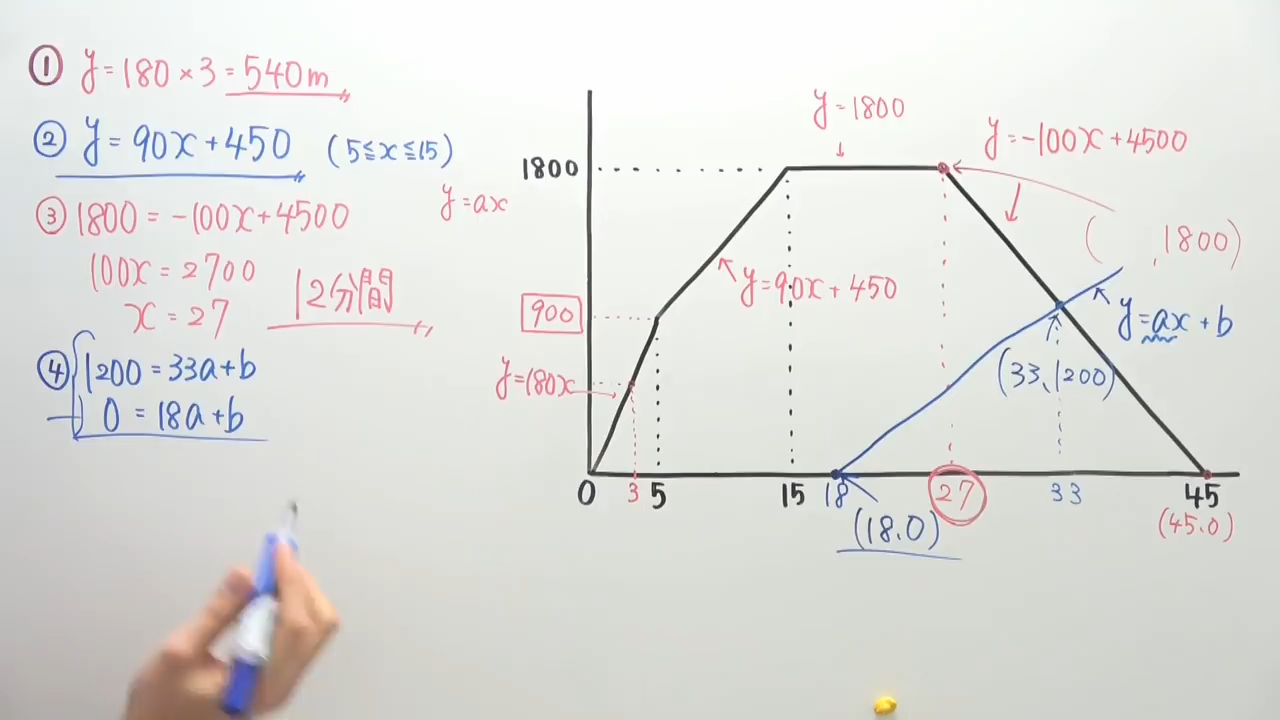 ① y=180×3=540m
② y=90x+450 (5≦x≦15)
③ 1800=-100x+4500
100x=2700
x=27
12分間
④ 1200=33a+b
-) 0=18a+b
y=ax
y=1800
y=-100x+4500
1800
( ,1800)
y=90x+450
900
y=ax+b
(33、1200)
y=180x
0 3 5 15 18 27 33 45
(18.0)
(45.0)